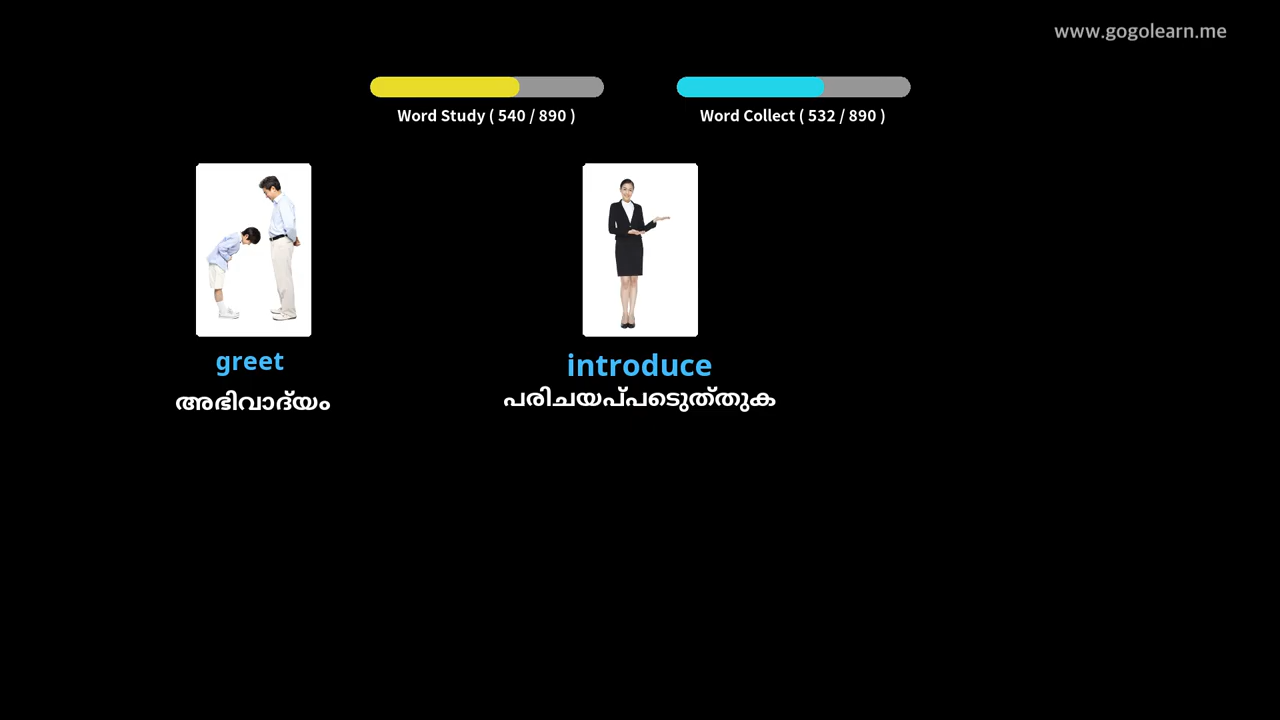 www.gogolearn.me
Word Study ( 540 / 890 )
Word Collect ( 532 / 890 )
greet
introduce
അഭിവാദ്യം
പരിചയപ്പെടുത്തുക